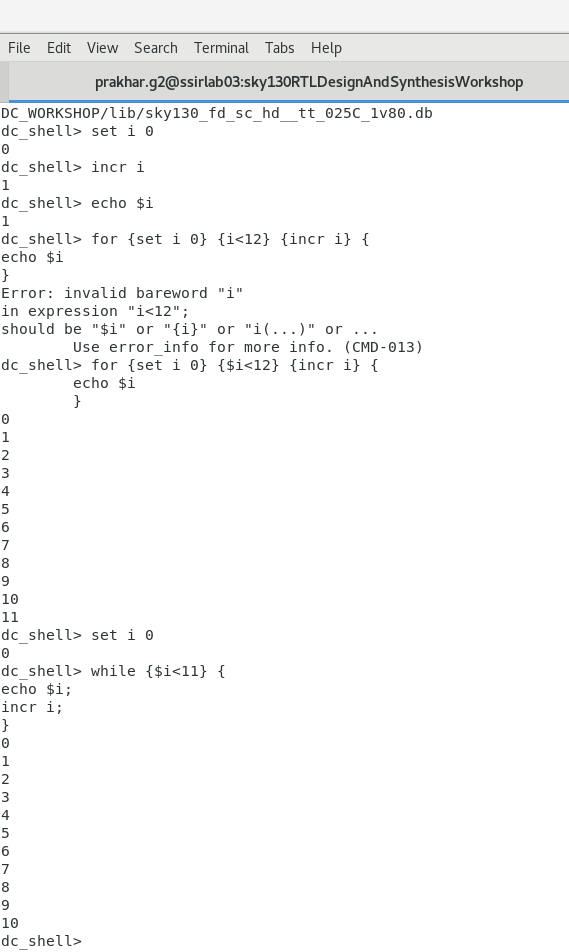 File Edit View Search Terminal Tabs Help
prakhar.g2@ssirlab03:sky130RTLDesignAndSynthesisWorkshop
DC_WORKSHOP/lib/sky130_fd_sc_hd__tt_025C_1v80.db
dc_shell> set i 0
0
dc_shell> incr i
1
dc_shell> echo $i
1
dc_shell> for {set i 0} {i<12} {incr i} {
echo $i
}
Error: invalid bareword "i"
in expression "i<12";
should be "$i" or "{i}" or "i(...)" or ...
        Use error_info for more info. (CMD-013)
dc_shell> for {set i 0} {$i<12} {incr i} {
        echo $i
        }
0
1
2
3
4
5
6
7
8
9
10
11
dc_shell> set i 0
0
dc_shell> while {$i<11} {
echo $i;
incr i;
}
0
1
2
3
4
5
6
7
8
9
10
dc_shell>